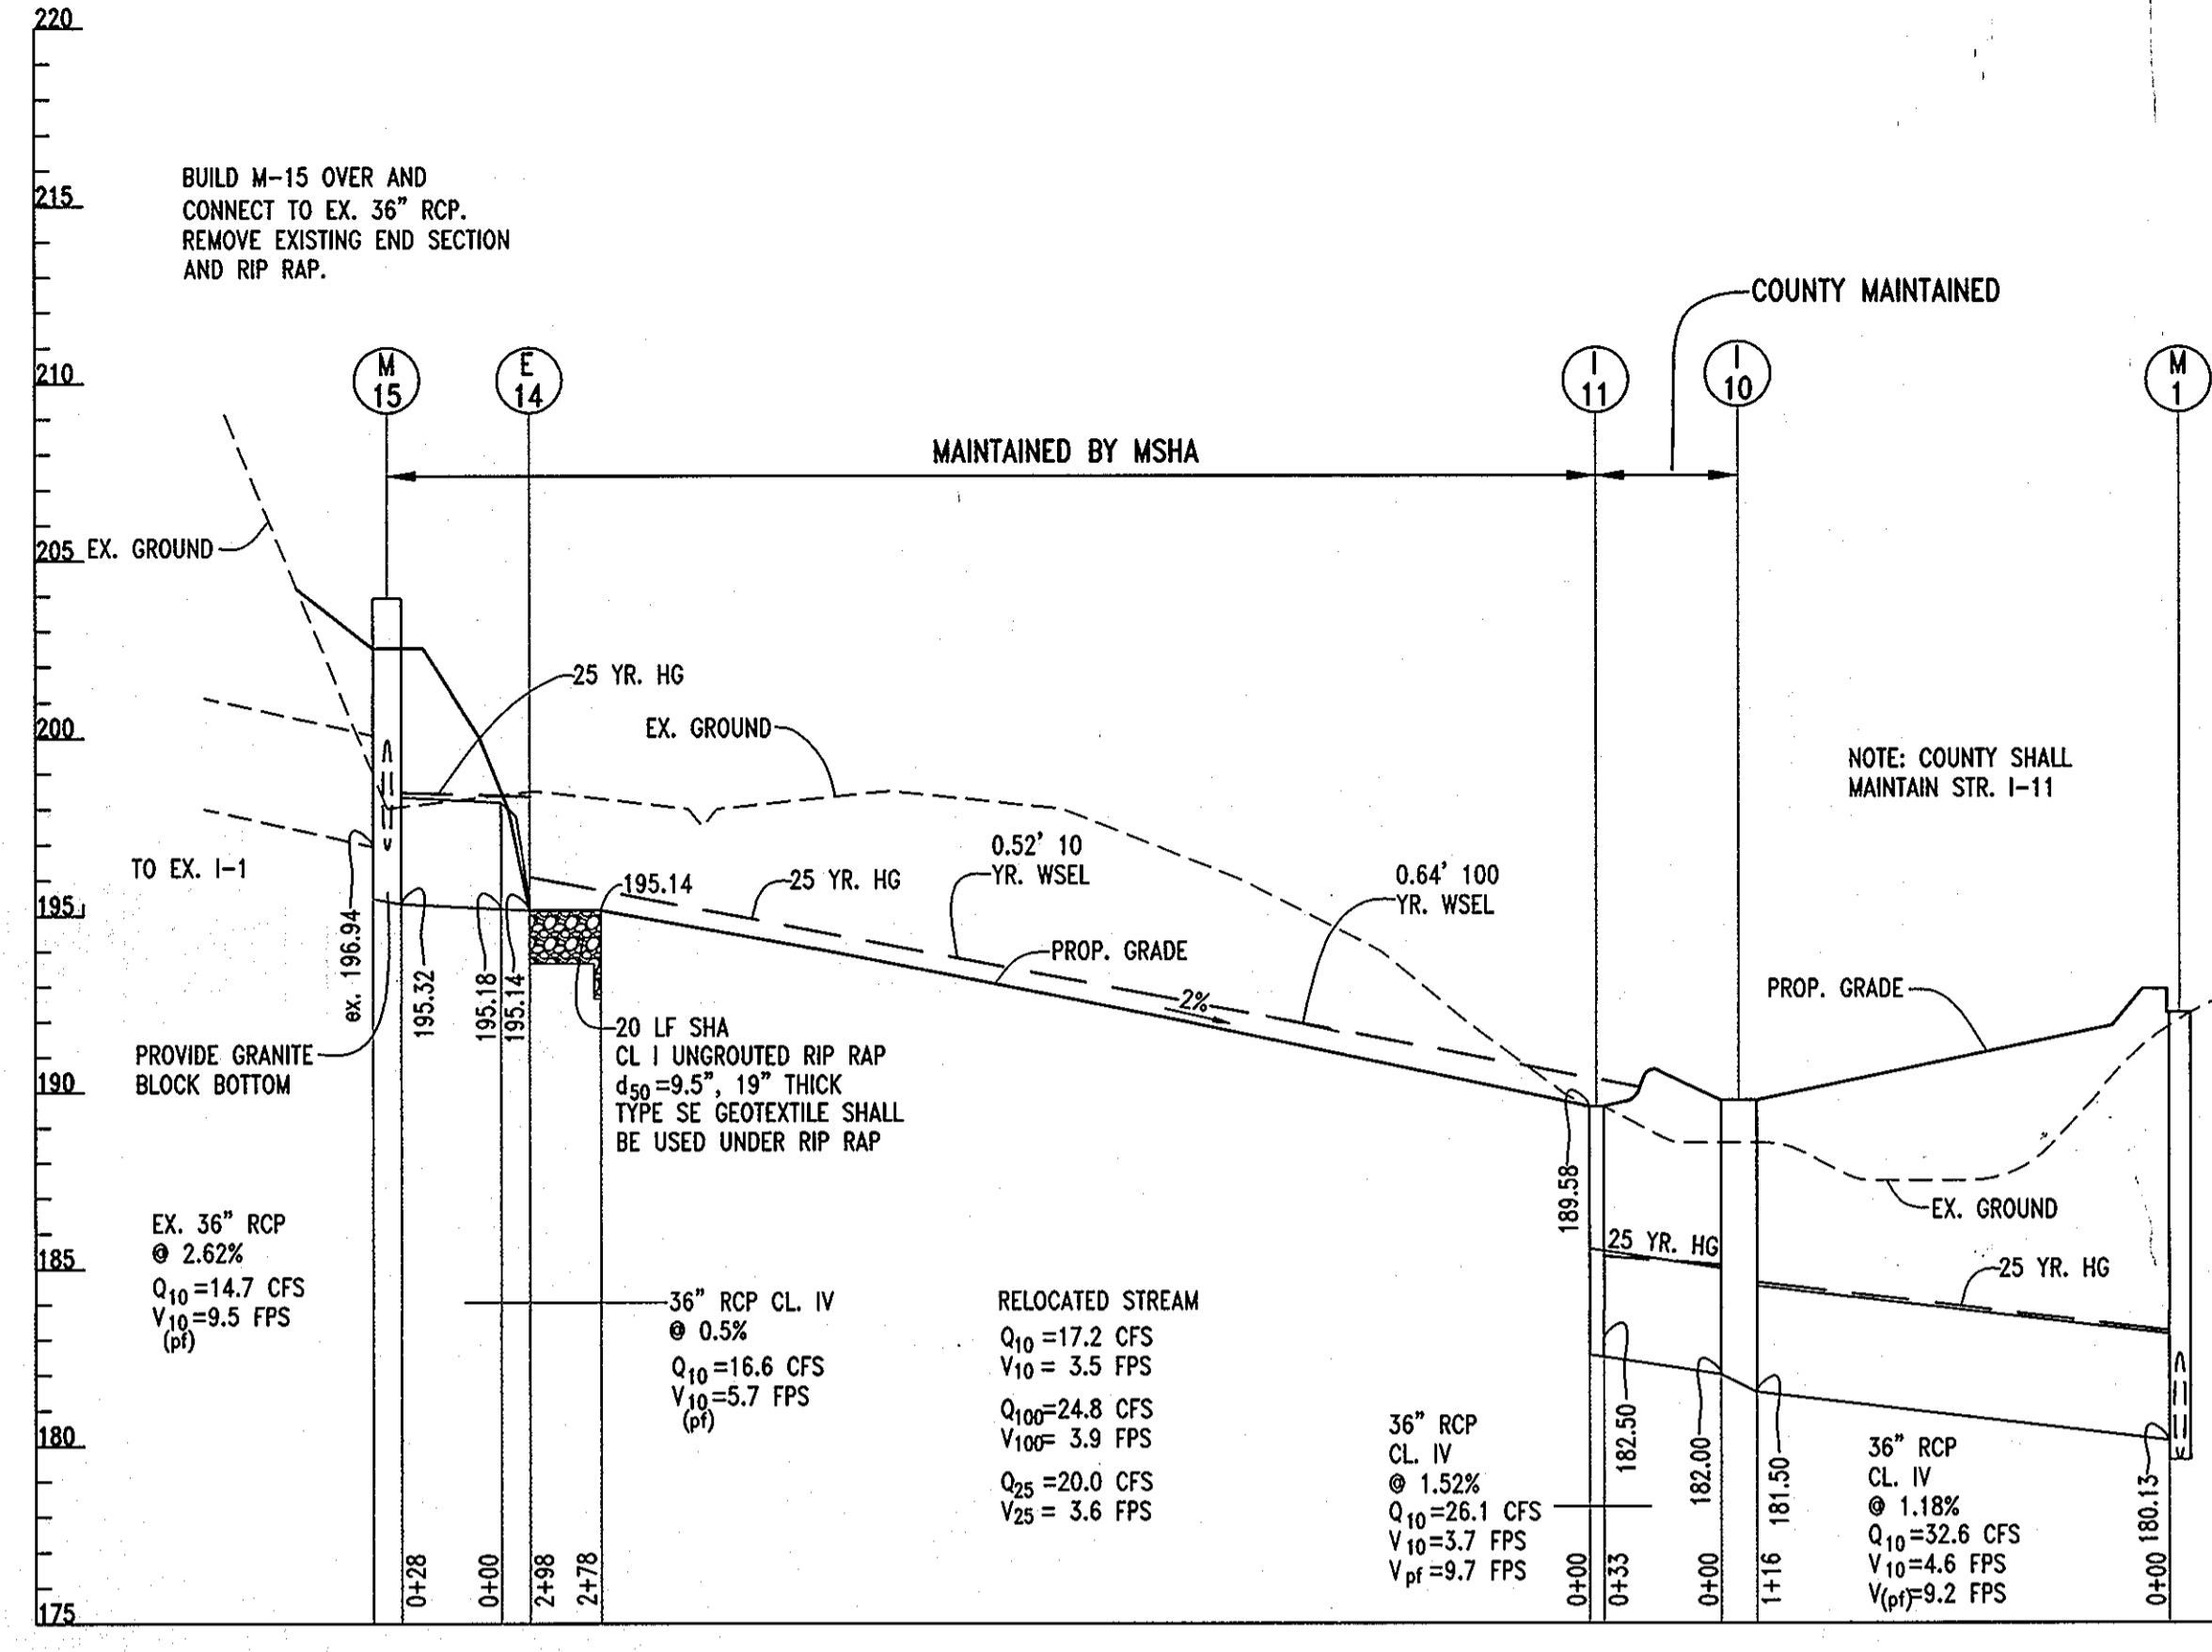 220
215
210
205
200
195
190
185
180
175
BUILD M-15 OVER AND
CONNECT TO EX. 36" RCP.
REMOVE EXISTING END SECTION
AND RIP RAP.
M
15
E
14
I
11
I
10
M
1
COUNTY MAINTAINED
MAINTAINED BY MSHA
EX. GROUND
25 YR. HG
EX. GROUND
NOTE: COUNTY SHALL
MAINTAIN STR. I-11
TO EX. I-1
0.52' 10
YR. WSEL
195.14
25 YR. HG
0.64' 100
YR. WSEL
PROP. GRADE
2%
PROP. GRADE
ex. 196.94
195.32
195.18
195.14
PROVIDE GRANITE
BLOCK BOTTOM
20 LF SHA
CL I UNGROUTED RIP RAP
d50=9.5", 19" THICK
TYPE SE GEOTEXTILE SHALL
BE USED UNDER RIP RAP
189.58
EX. GROUND
25 YR. HG
25 YR. HG
EX. 36" RCP
@ 2.62%
Q10=14.7 CFS
V10=9.5 FPS
(pf)
36" RCP CL. IV
@ 0.5%
Q10=16.6 CFS
V10=5.7 FPS
(pf)
RELOCATED STREAM
Q10=17.2 CFS
V10= 3.5 FPS
Q100=24.8 CFS
V100= 3.9 FPS
Q25=20.0 CFS
V25= 3.6 FPS
36" RCP
CL. IV
@ 1.52%
Q10=26.1 CFS
V10=3.7 FPS
Vpf=9.7 FPS
182.50
182.00
181.50
36" RCP
CL. IV
@ 1.18%
Q10=32.6 CFS
V10=4.6 FPS
V(pf)=9.2 FPS
180.13
0+28
0+00
2+98
2+78
0+00
0+33
0+00
1+16
0+00